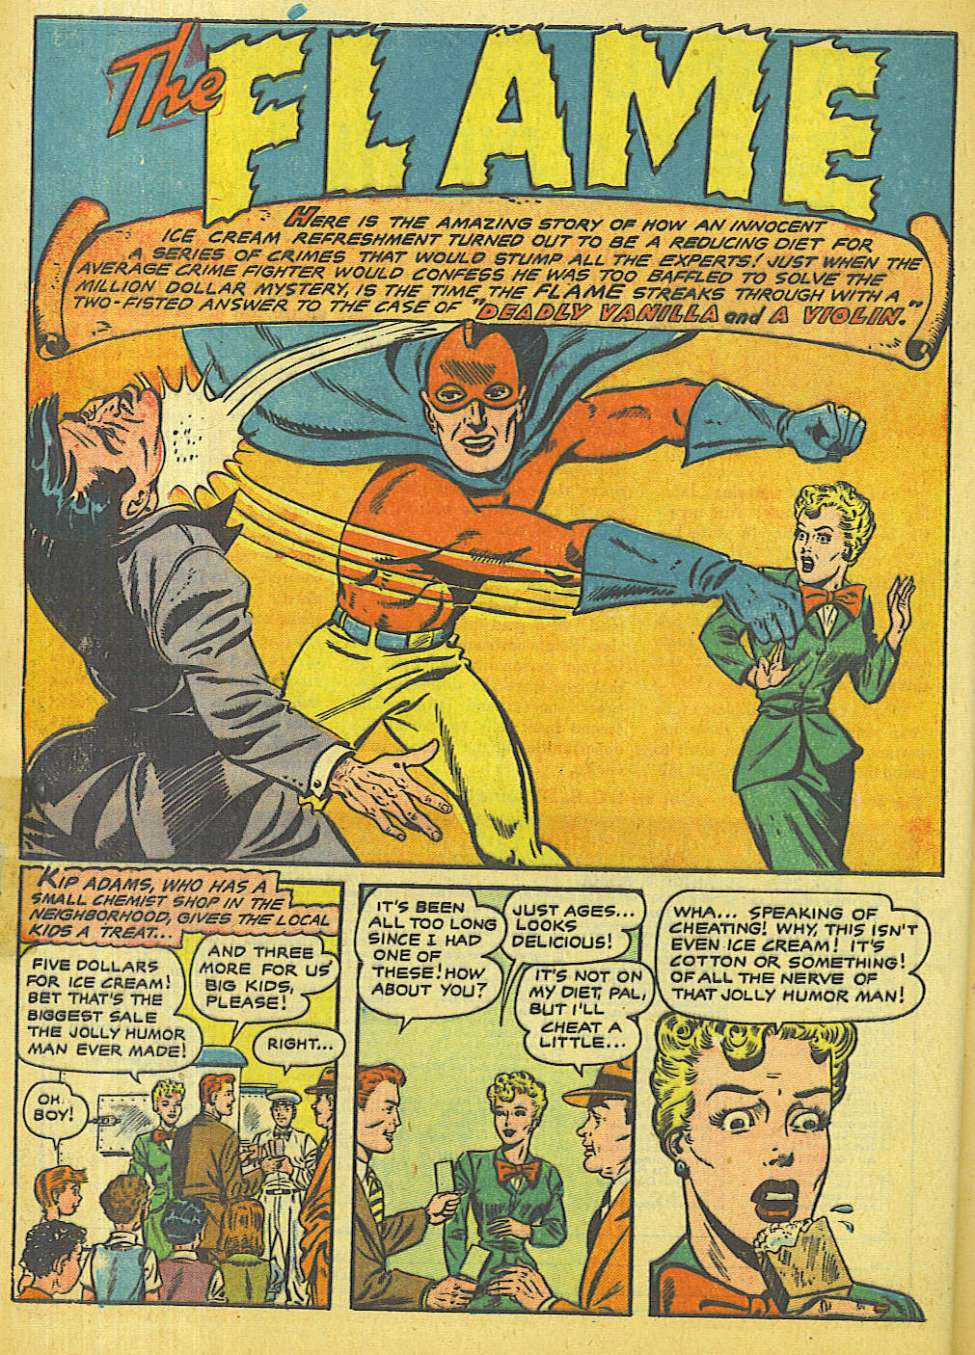 The FLAME
HERE IS THE AMAZING STORY OF HOW AN INNOCENT
ICE CREAM REFRESHMENT TURNED OUT TO BE A REDUCING DIET FOR
A SERIES OF CRIMES THAT WOULD STUMP ALL THE EXPERTS! JUST WHEN THE
AVERAGE CRIME FIGHTER WOULD CONFESS HE WAS TOO BAFFLED TO SOLVE THE
MILLION DOLLAR MYSTERY, IS THE TIME THE FLAME STREAKS THROUGH WITH A
TWO-FISTED ANSWER TO THE CASE OF "DEADLY VANILLA and A VIOLIN."
KIP ADAMS, WHO HAS A
SMALL CHEMIST SHOP IN THE
NEIGHBORHOOD, GIVES THE LOCAL
KIDS A TREAT...
FIVE DOLLARS
FOR ICE CREAM!
BET THAT'S THE
BIGGEST SALE
THE JOLLY HUMOR
MAN EVER MADE!
AND THREE
MORE FOR US
BIG KIDS,
PLEASE!
RIGHT...
OH
BOY!
IT'S BEEN
ALL TOO LONG
SINCE I HAD
ONE OF
THESE! HOW
ABOUT YOU?
JUST AGES...
LOOKS
DELICIOUS!
IT'S NOT ON
MY DIET, PAL,
BUT I'LL
CHEAT A
LITTLE...
WHA... SPEAKING OF
CHEATING! WHY, THIS ISN'T
EVEN ICE CREAM! IT'S
COTTON OR SOMETHING!
OF ALL THE NERVE OF
THAT JOLLY HUMOR MAN!